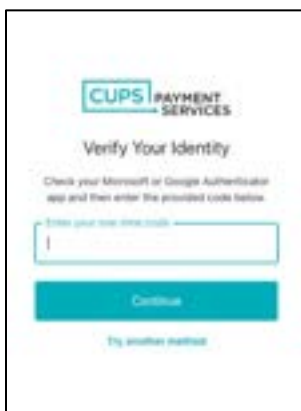 CUPS PAYMENT
SERVICES
Verify Your Identity
Check your Microsoft or Google Authenticator
app and then enter the provided code below.
Enter your one-time code
Continue
Try another method